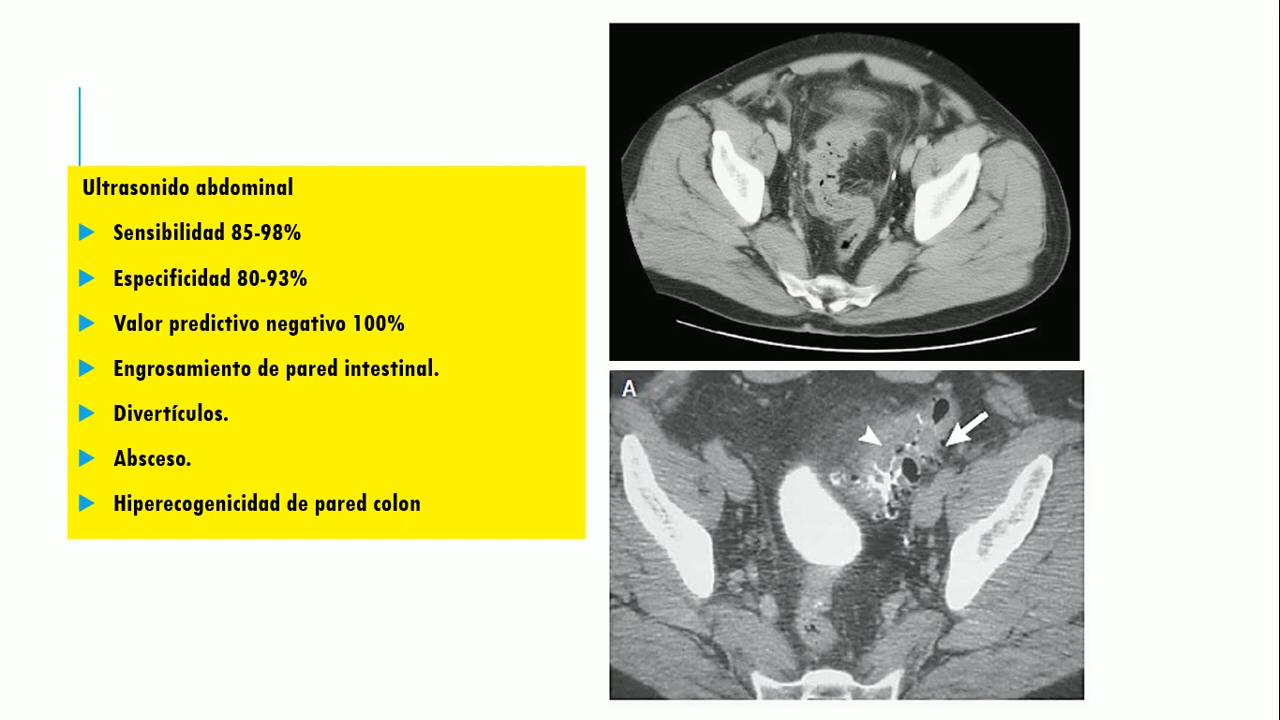 Ultrasonido abdominal
Sensibilidad 85-98%
Especificidad 80-93%
Valor predictivo negativo 100%
Engrosamiento de pared intestinal.
Divertículos.
Absceso.
Hiperecogenicidad de pared colon
A